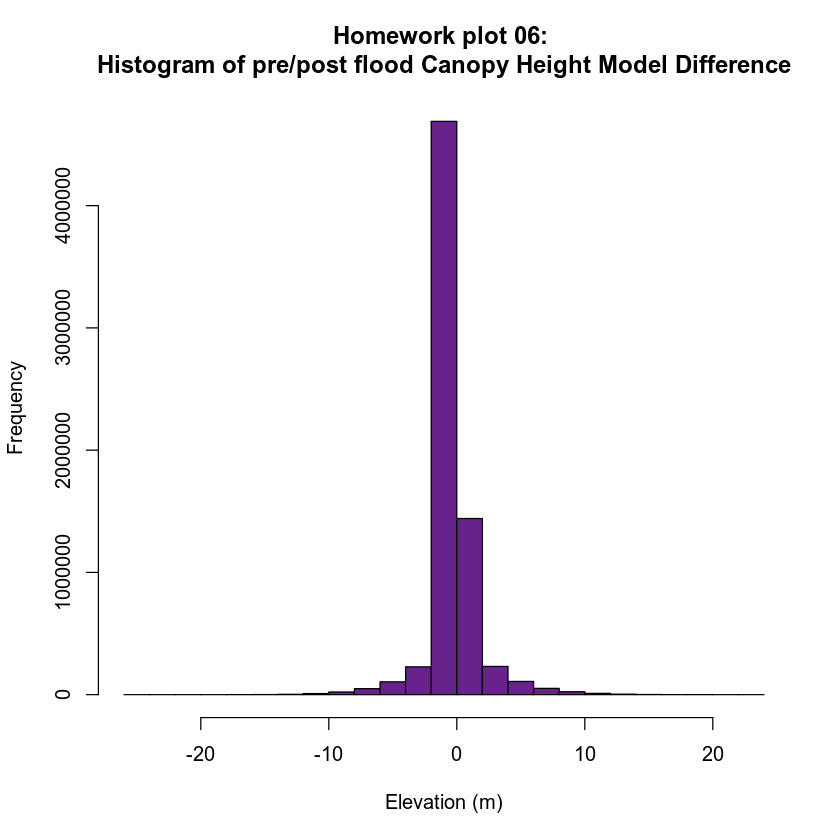 Homework plot 06:
Histogram of pre/post flood Canopy Height Model Difference
Frequency
4000000
3000000
2000000
1000000
0
-20
-10
0
10
20
Elevation (m)